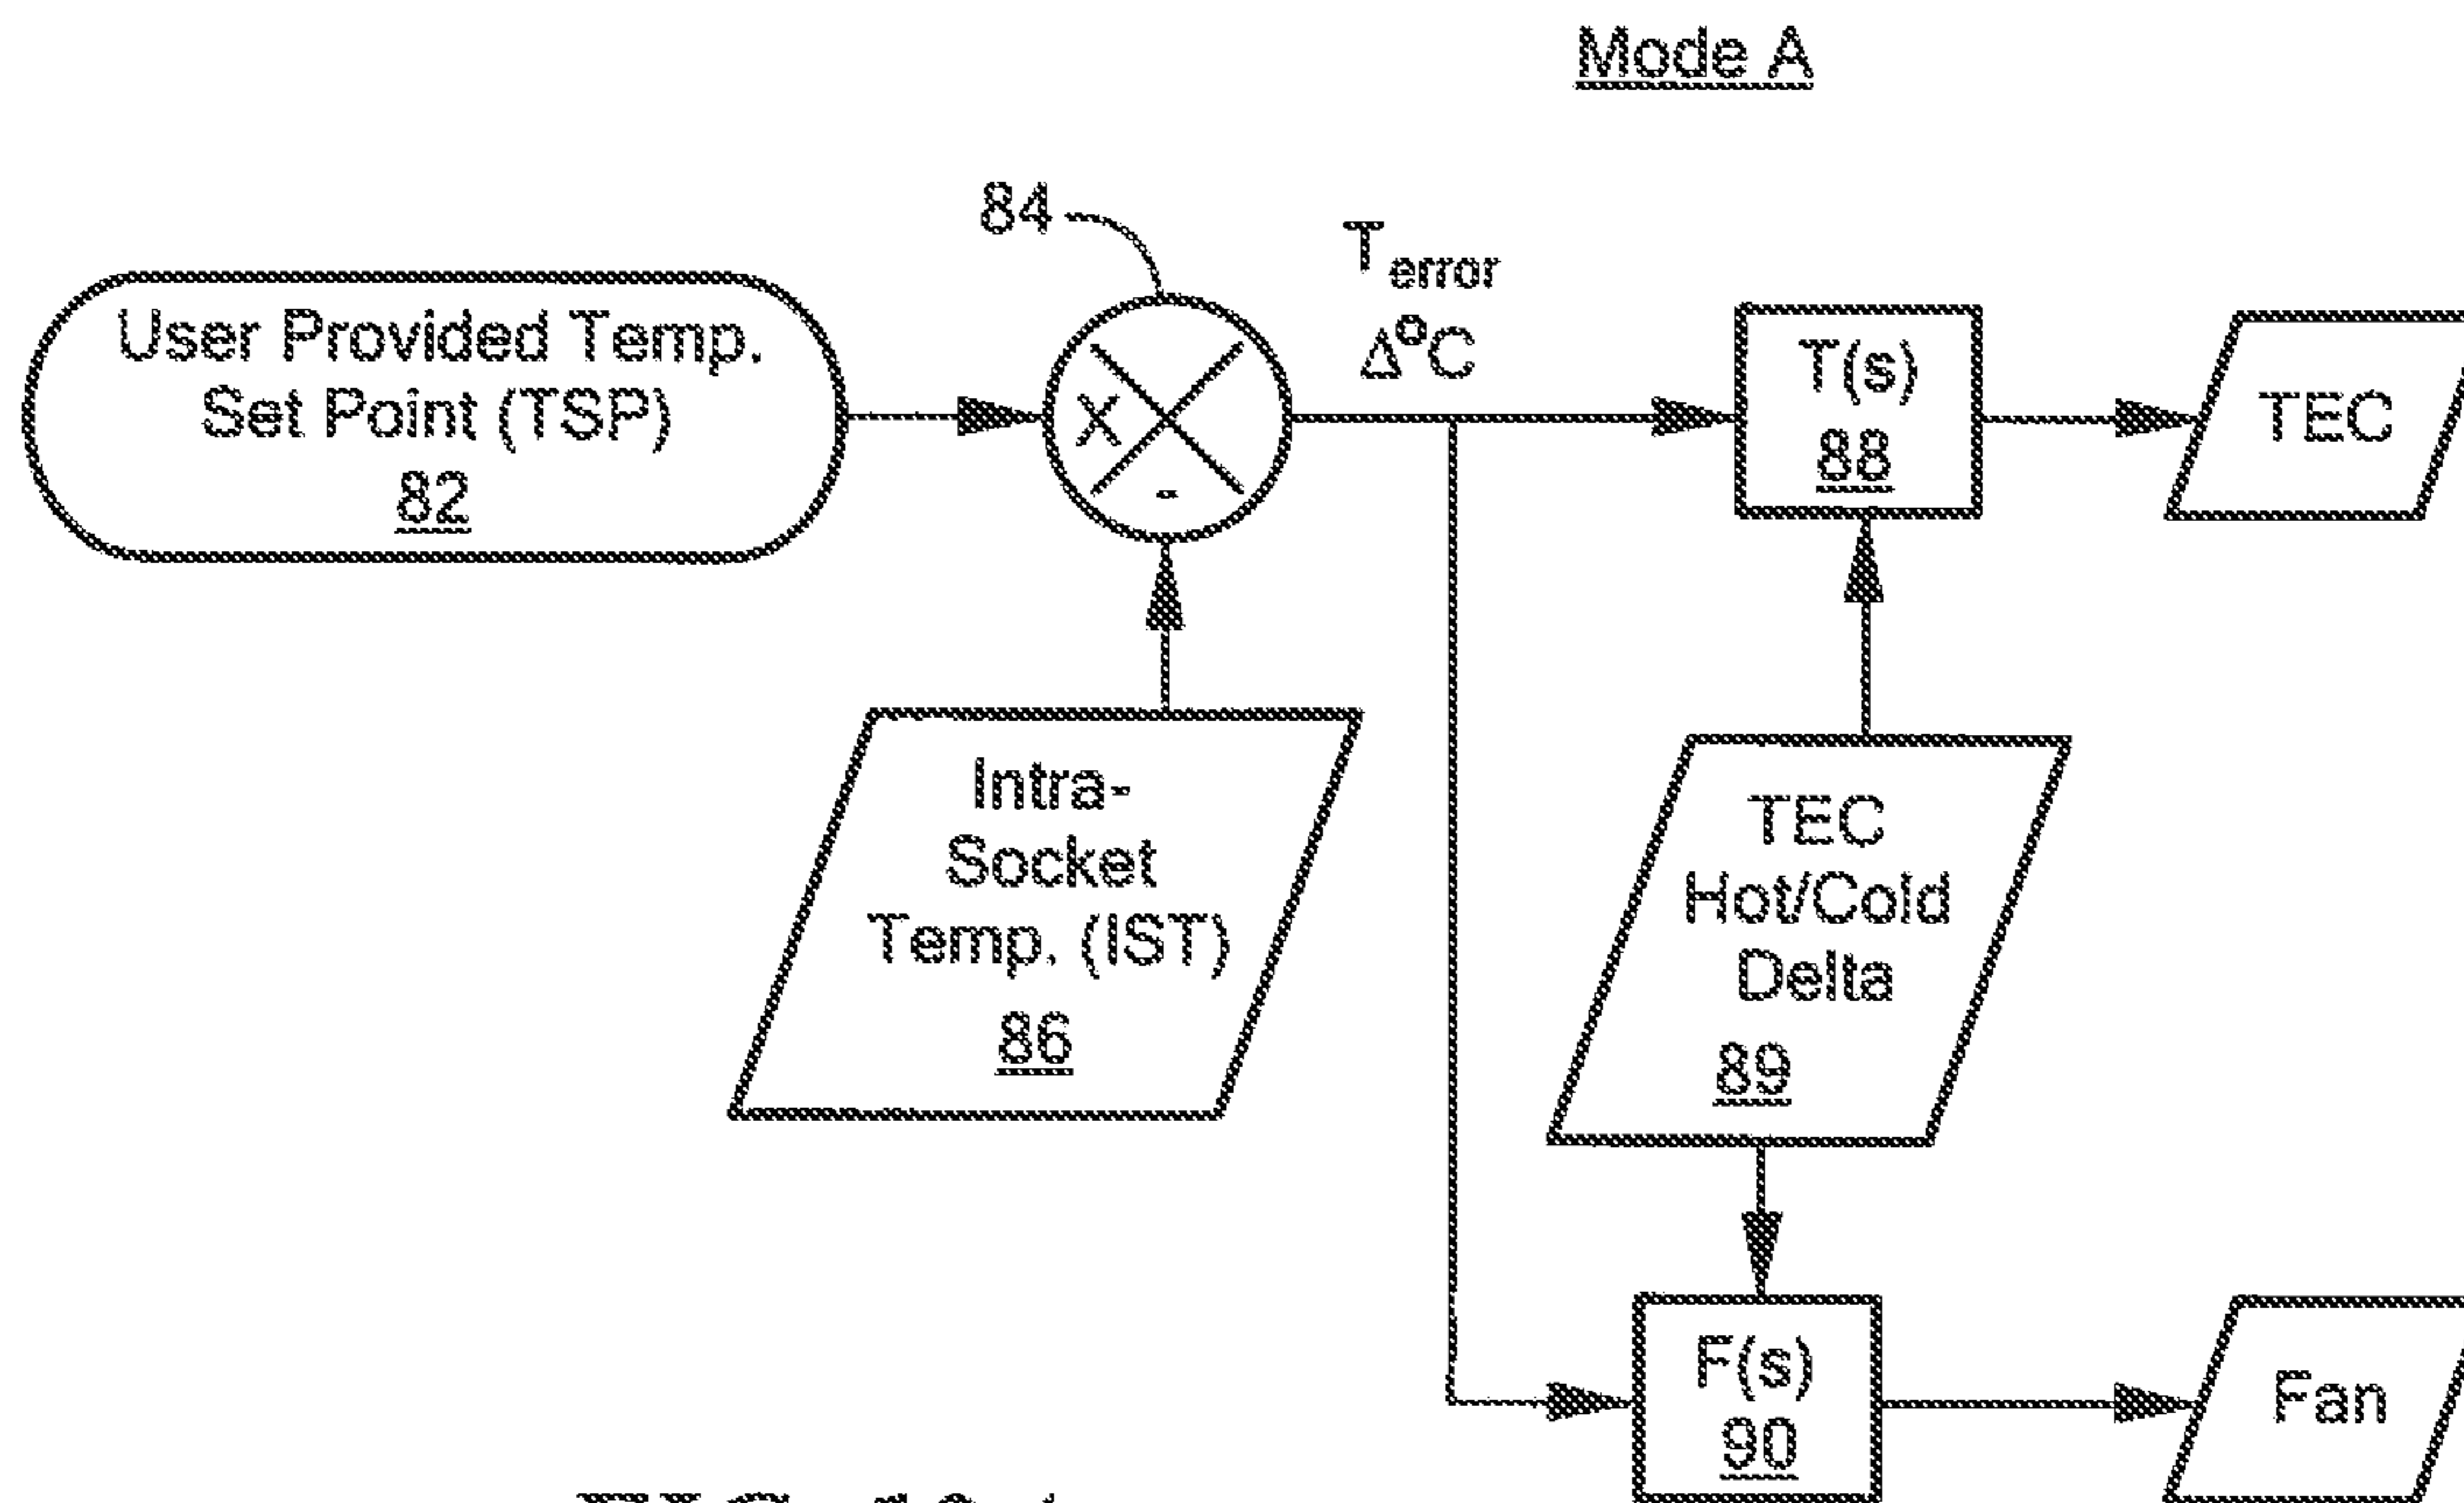 Mode A
84
T error
Δ°C
User Provided Temp.
Set Point (TSP)
82
X
-
T(s)
88
TEC
Intra-
Socket
Temp. (IST)
86
TEC
Hot/Cold
Delta
89
F(s)
90
Fan